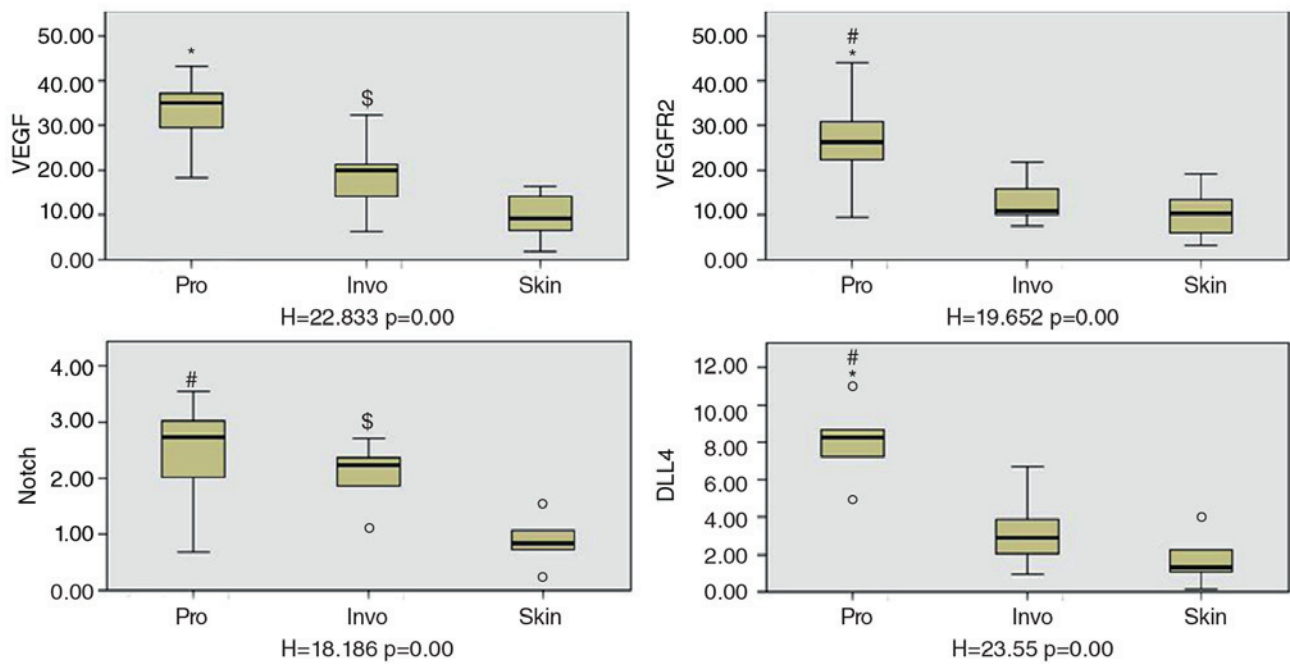 VEGF
50.00
40.00
30.00
20.00
10.00
0.00
*
$
Pro
Invo
Skin
H=22.833 p=0.00
VEGFR2
50.00
40.00
30.00
20.00
10.00
0.00
#
*
Pro
Invo
Skin
H=19.652 p=0.00
Notch
4.00
3.00
2.00
1.00
0.00
#
$
Pro
Invo
Skin
H=18.186 p=0.00
DLL4
12.00
10.00
8.00
6.00
4.00
2.00
0.00
#
*
Pro
Invo
Skin
H=23.55 p=0.00